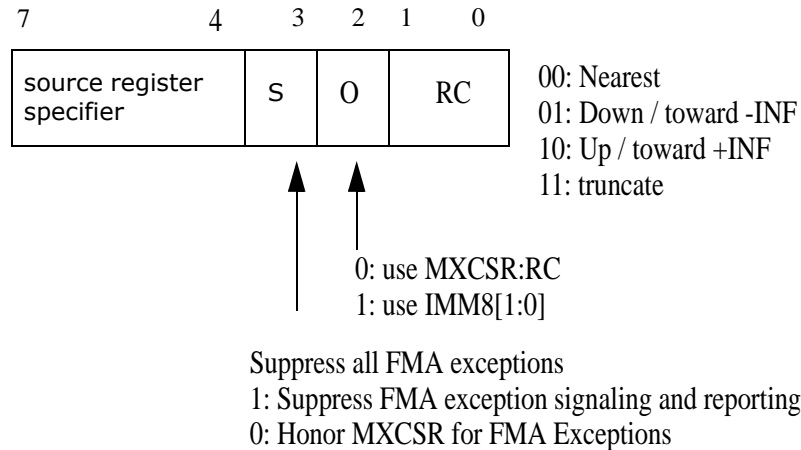 7 4 3 2 1 0
source register
specifier
S O RC
00: Nearest
01: Down / toward -INF
10: Up / toward +INF
11: truncate
0: use MXCSR:RC
1: use IMM8[1:0]
Suppress all FMA exceptions
1: Suppress FMA exception signaling and reporting
0: Honor MXCSR for FMA Exceptions